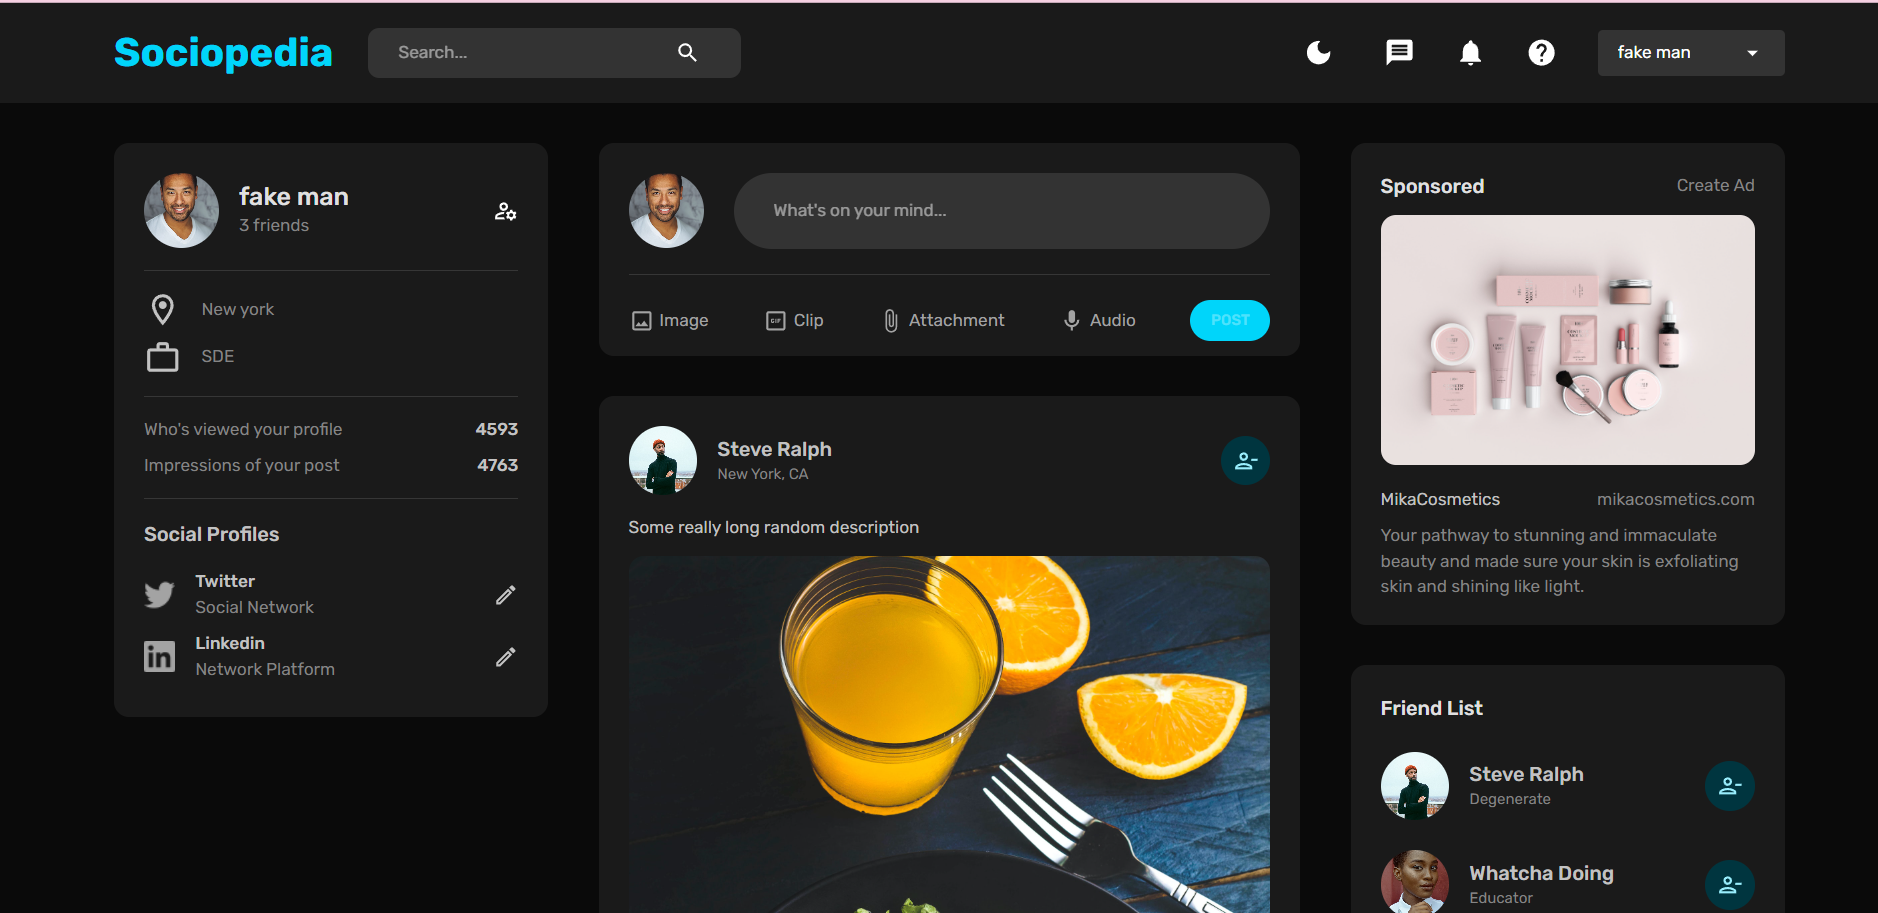 Sociopedia
Search...
fake man
fake man
3 friends
New york
SDE
Who's viewed your profile 4593
Impressions of your post 4763
Social Profiles
Twitter
Social Network
Linkedin
Network Platform
What's on your mind...
Image
GIF Clip
Attachment
Audio
POST
Steve Ralph
New York, CA
Some really long random description
Sponsored
Create Ad
MikaCosmetics
mikacosmetics.com
Your pathway to stunning and immaculate
beauty and made sure your skin is exfoliating
skin and shining like light.
Friend List
Steve Ralph
Degenerate
Whatcha Doing
Educator